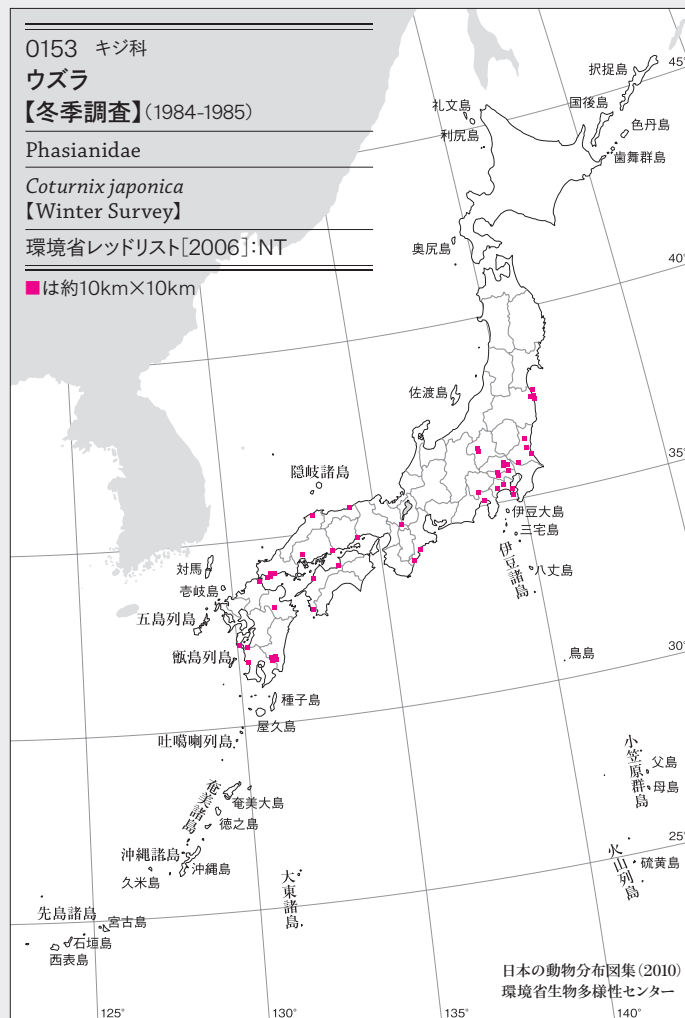 0153 キジ科
ウズラ
【冬季調査】(1984-1985)
Phasianidae
Coturnix japonica
【Winter Survey】
環境省レッドリスト[2006]:NT
■は約10km×10km
択捉島
45°
国後島
礼文島
色丹島
利尻島
歯舞群島
奥尻島
40°
佐渡島
35°
隠岐諸島
伊豆大島
三宅島
伊豆諸島
八丈島
対馬
壱岐島
五島列島
甑島列島
鳥島
30°
種子島
屋久島
吐噶喇列島
小笠原群島
父島
母島
奄美諸島
奄美大島
徳之島
25°
沖縄諸島
沖縄島
久米島
火山列島
硫黄島
大東諸島
先島諸島
宮古島
石垣島
西表島
日本の動物分布図集(2010)
環境省生物多様性センター
125°
130°
135°
140°